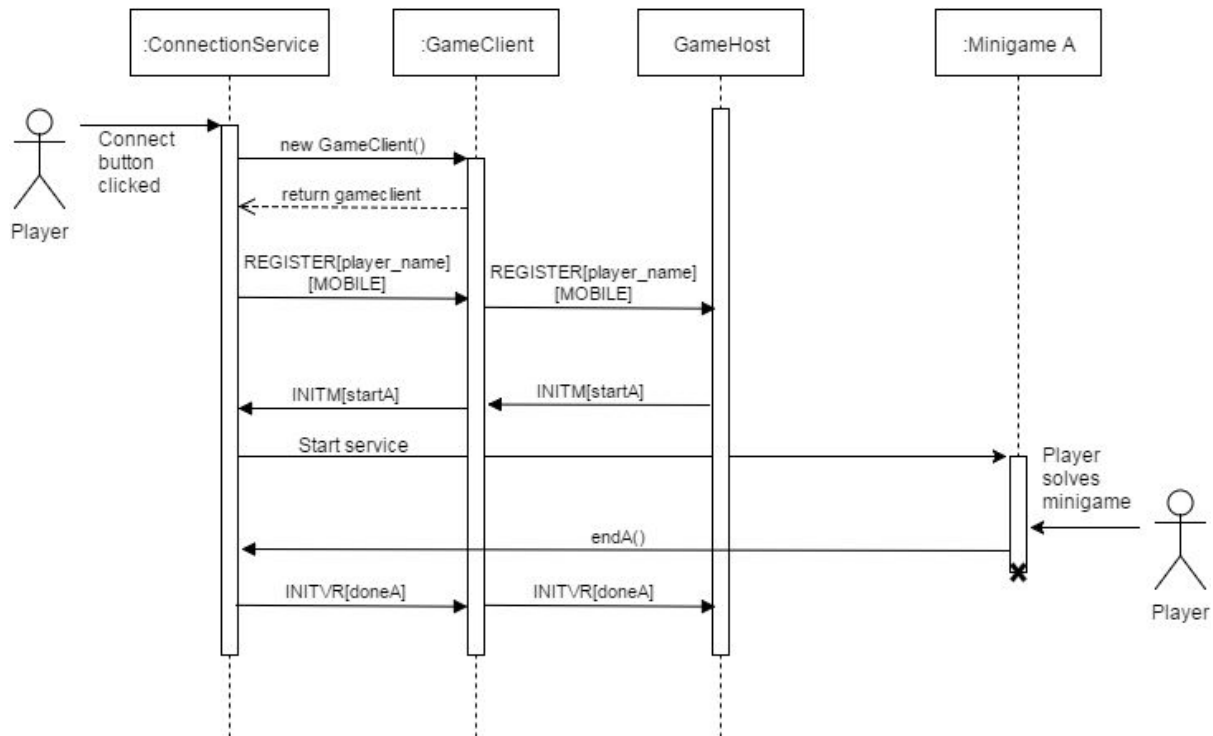 :ConnectionService
:GameClient
GameHost
:Minigame A
Connect
button
clicked
Player
new GameClient()
return gameclient
REGISTER[player_name]
[MOBILE]
REGISTER[player_name]
[MOBILE]
INITM[startA]
INITM[startA]
Start service
Player
solves
minigame
endA()
INITVR[doneA]
INITVR[doneA]
Player